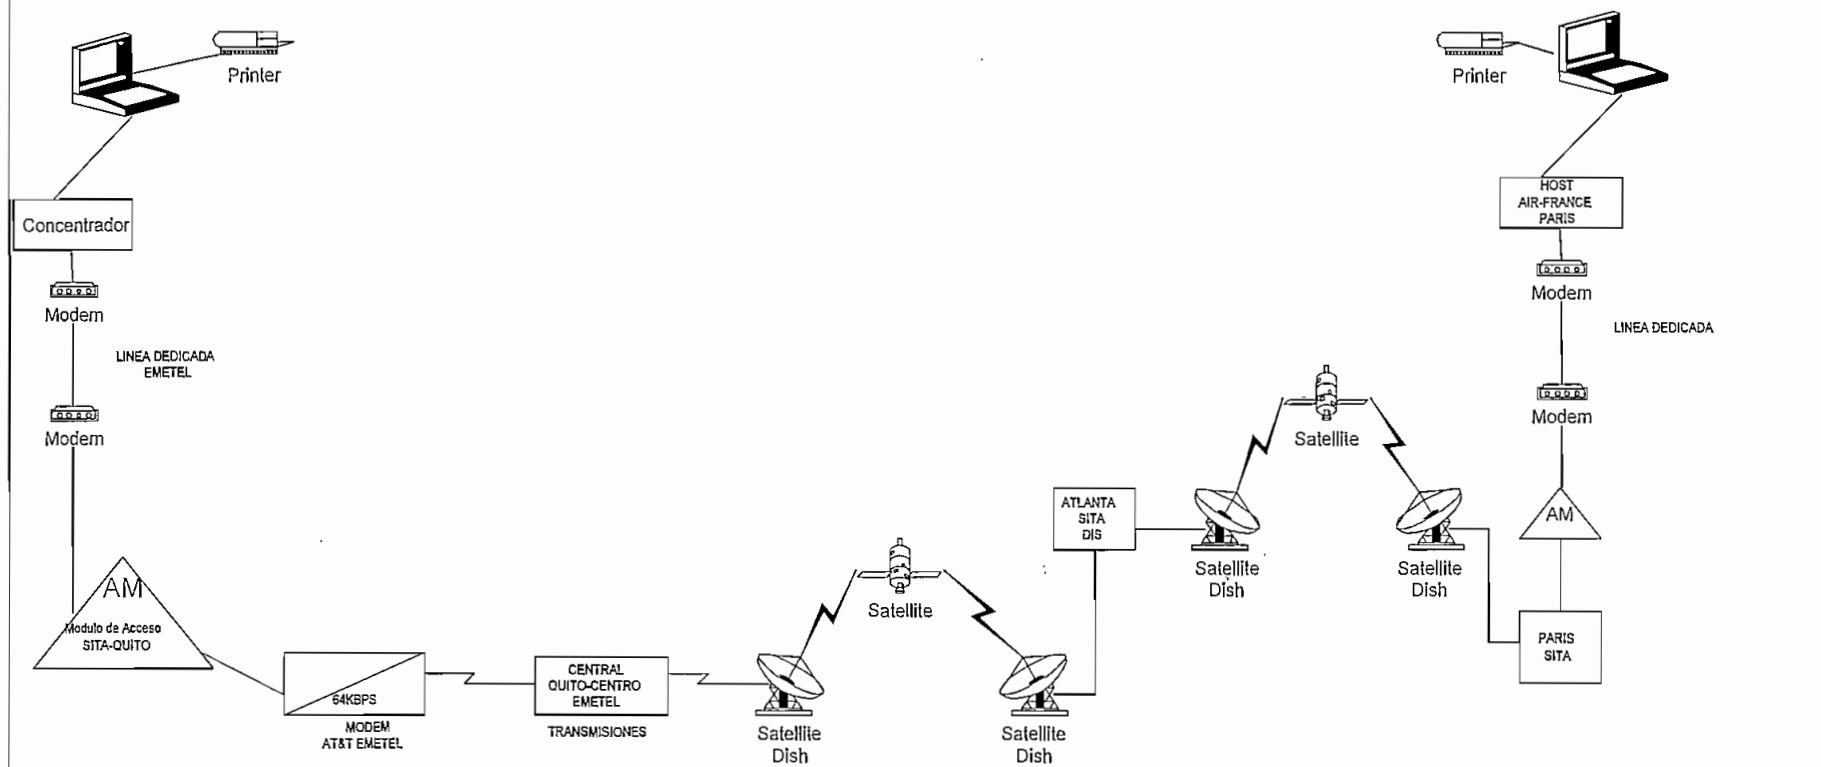 Printer
Concentrador
Modem
LINEA DEDICADA
EMETEL
Modem
AM
Modulo de Acceso
SITA-QUITO
64KBPS
MODEM
AT&T EMETEL
CENTRAL
QUITO-CENTRO
EMETEL
TRANSMISIONES
Satellite
Dish
Satellite
Satellite
Dish
ATLANTA
SITA
DIS
Satellite
Dish
Satellite
Satellite
Dish
PARIS
SITA
AM
Modem
LINEA DEDICADA
Modem
HOST
AIR-FRANCE
PARIS
Printer